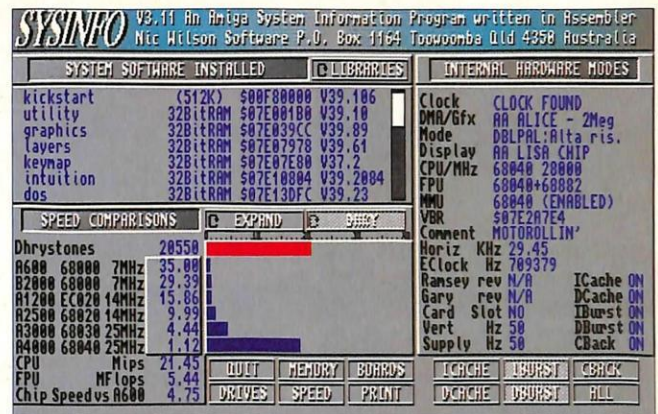 SYSINFO
V3.11 An Amiga System Information Program written in Assembler
Nic Wilson Software P.O. Box 1164 Toowoomba Qld 4350 Australia
SYSTEM SOFTWARE INSTALLED
LIBRARIES
INTERNAL HARDWARE MODES
kickstart (512K) $00F80000 V39.106
utility 32BitRAM $07E001B0 V39.10
graphics 32BitRAM $07E039CC V39.89
layers 32BitRAM $07E07978 V39.61
keymap 32BitRAM $07E07E80 V37.2
intuition 32BitRAM $07E10804 V39.2084
dos 32BitRAM $07E13DFC V39.23
Clock CLOCK FOUND
DMA/Gfx AA ALICE - 2Meg
Mode DBLPAL:Alta ris.
Display AA LISA CHIP
CPU/MHz 68040 28000
FPU 68040+68882
MMU 68040 (ENABLED)
VBR $07E2A7E4
Comment MOTOROLLIN'
Horiz KHz 29.45
EClock Hz 709379
Ramsey rev N/A ICache ON
Gary rev N/A DCache ON
Card Slot NO IBurst ON
Vert Hz 50 DBurst ON
Supply Hz 50 CBack ON
SPEED COMPARISONS
EXPAND
Dhrystones 20550
A600 68000 7MHz 35.00
B2000 68000 7MHz 29.39
A1200 EC020 14MHz 15.86
A2500 68020 14MHz 9.99
A3000 68030 25MHz 4.44
A4000 68040 25MHz 1.12
CPU Mips 21.45
FPU MFlops 5.44
Chip Speed vs A600 4.75
QUIT MEMORY BOARDS
DRIVES SPEED PRINT
ICACHE IBURST CBACK
DCACHE DBURST ALL